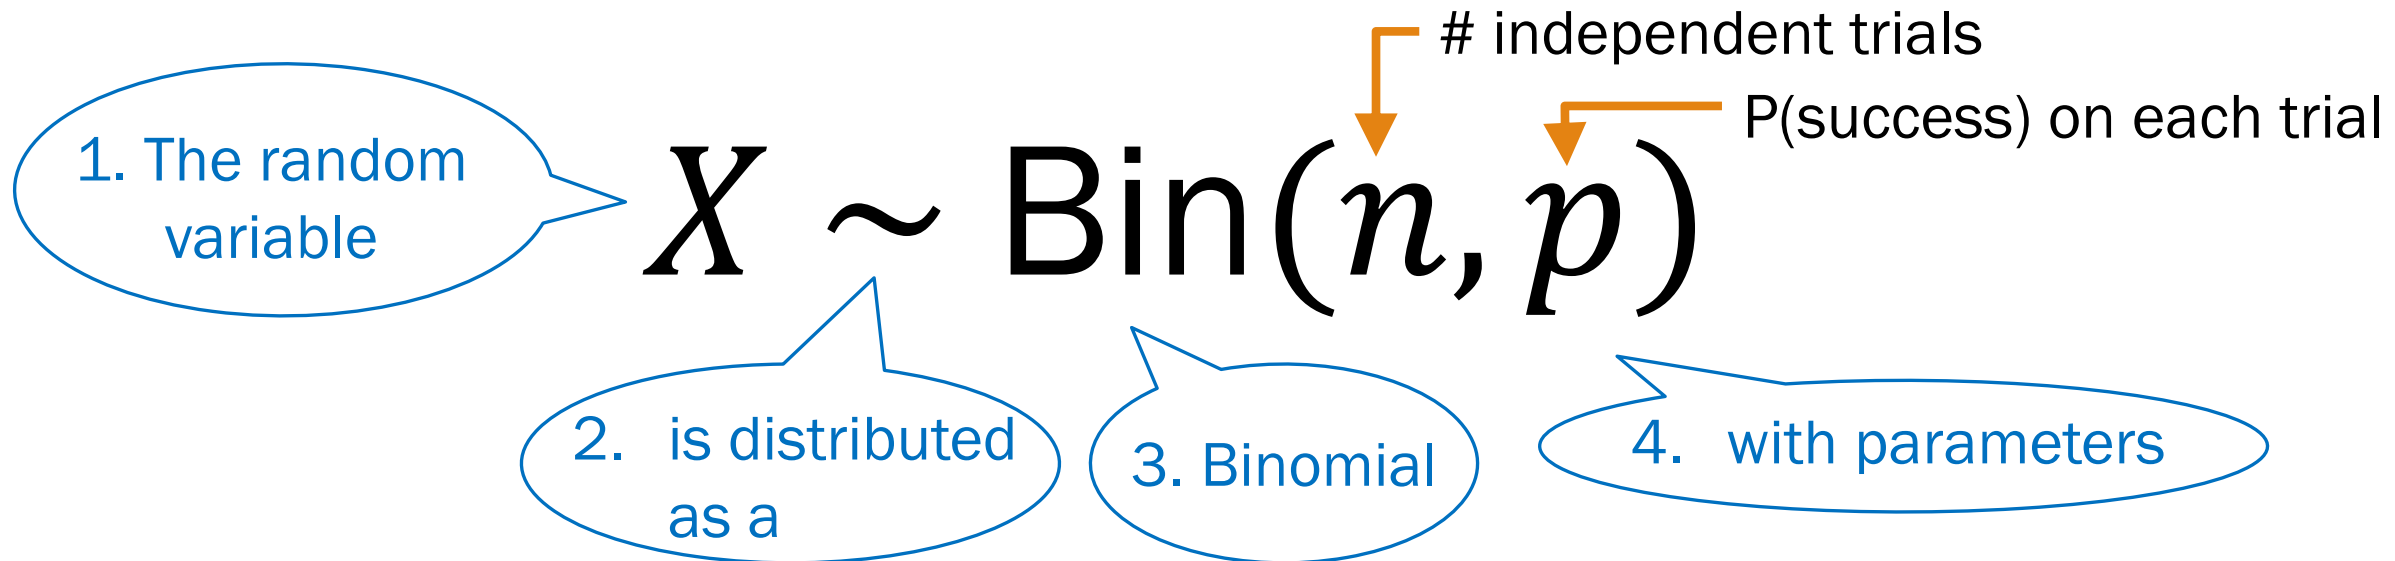 # independent trials
P(success) on each trial
1. The random
variable
X ~ Bin(n, p)
2. is distributed
as a
3. Binomial
4. with parameters